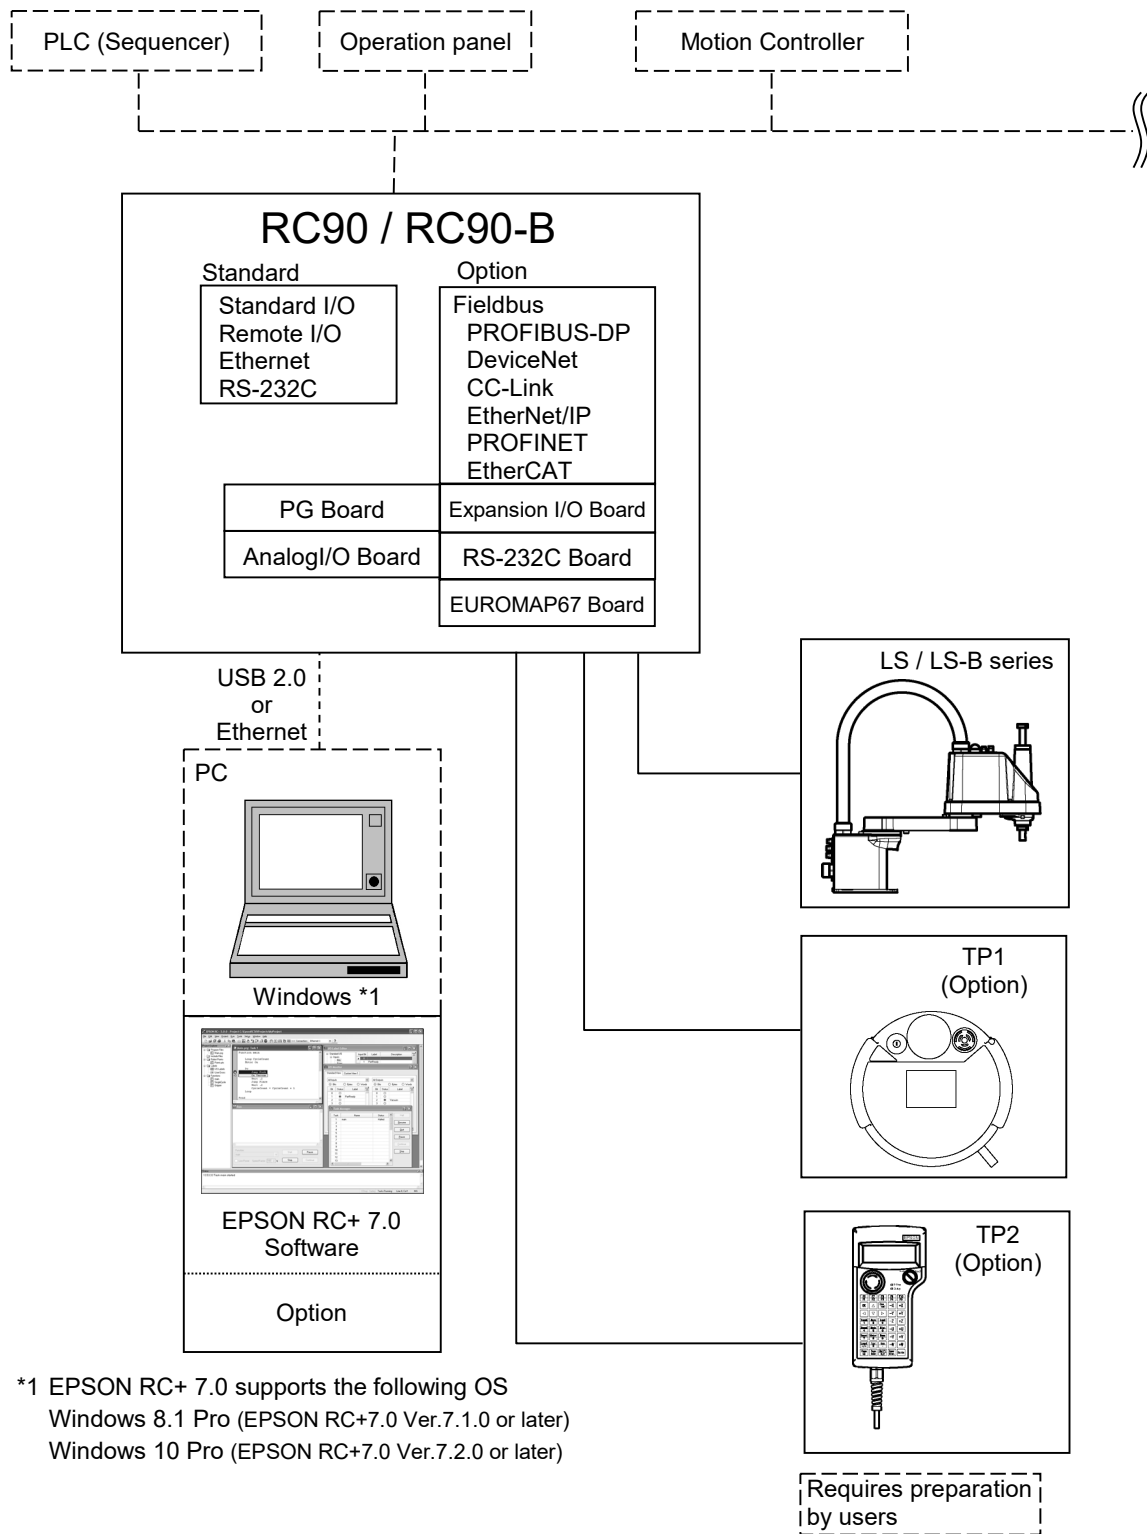 PLC (Sequencer)
Operation panel
Motion Controller
RC90 / RC90-B
Standard
Standard I/O
Remote I/O
Ethernet
RS-232C
Option
Fieldbus
PROFIBUS-DP
DeviceNet
CC-Link
EtherNet/IP
PROFINET
EtherCAT
PG Board
Expansion I/O Board
AnalogI/O Board
RS-232C Board
EUROMAP67 Board
USB 2.0
or
Ethernet
PC
Windows *1
EPSON RC+ 7.0
Software
Option
LS / LS-B series
TP1
(Option)
TP2
(Option)
*1 EPSON RC+ 7.0 supports the following OS
Windows 8.1 Pro (EPSON RC+7.0 Ver.7.1.0 or later)
Windows 10 Pro (EPSON RC+7.0 Ver.7.2.0 or later)
Requires preparation
by users